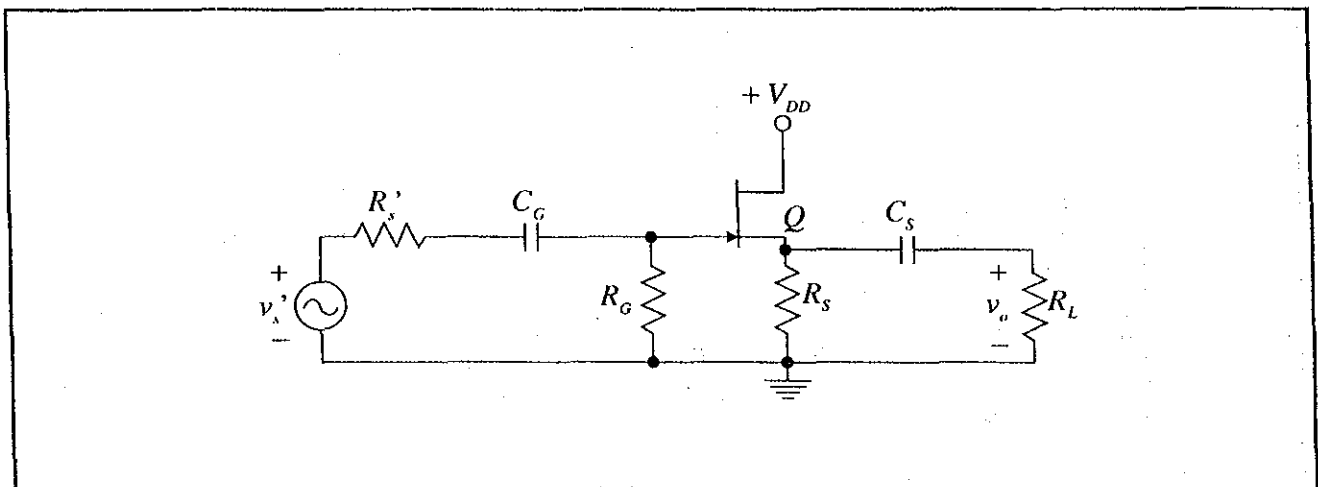 + V_DD
R_s'
C_G
Q
C_S
+
v_s'
−
R_G
R_S
+
v_o
−
R_L